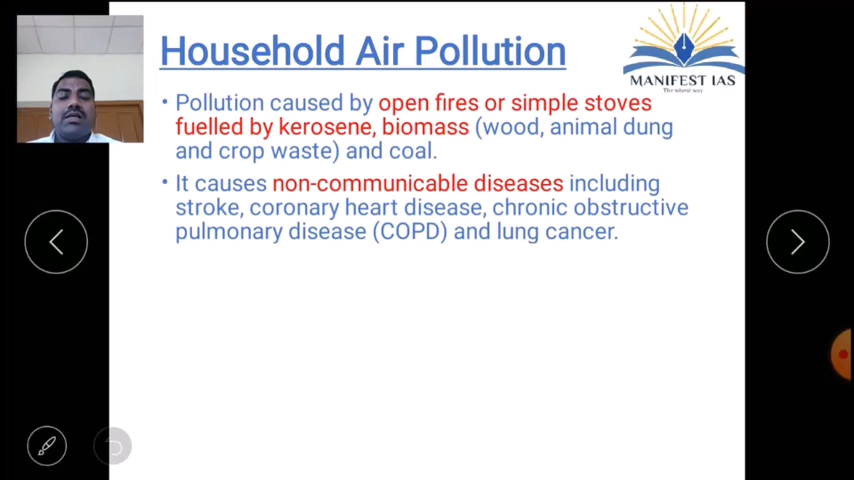 Household Air Pollution
MANIFEST IAS
• Pollution caused by open fires or simple stoves
fuelled by kerosene, biomass (wood, animal dung
and crop waste) and coal.
• It causes non-communicable diseases including
stroke, coronary heart disease, chronic obstructive
pulmonary disease (COPD) and lung cancer.